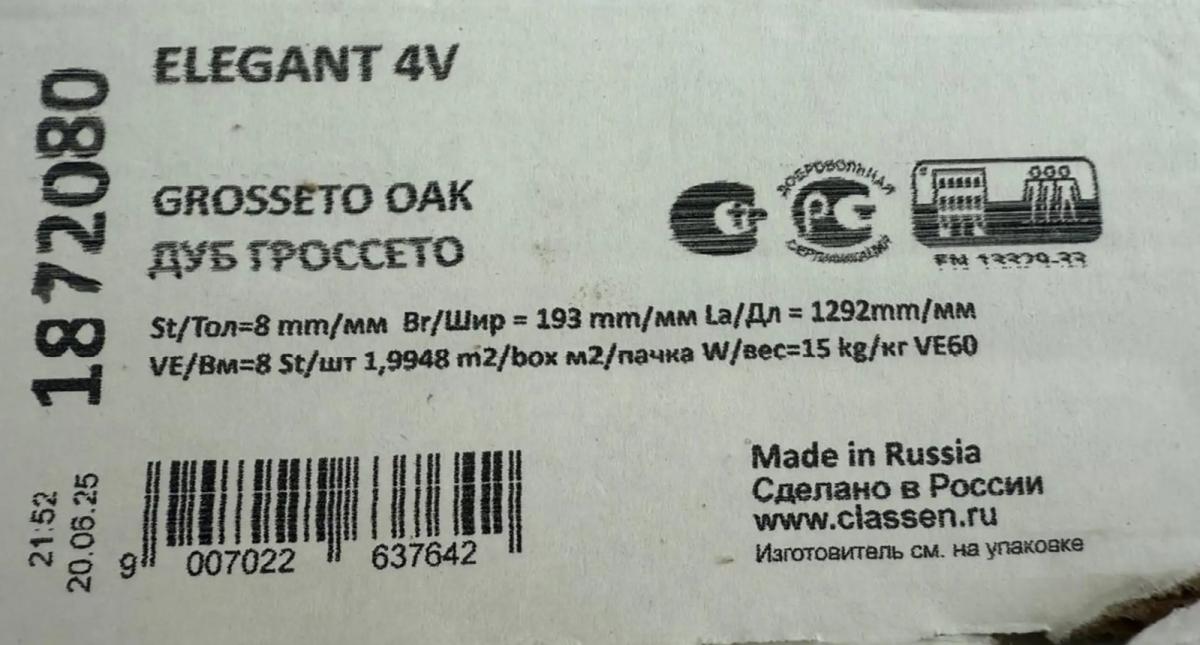 ELEGANT 4V
1872080
GROSSETO OAK
ДУБ ГРОССЕТО
ДОБРОВОЛЬНАЯ
СЕРТИФИКАЦИЯ
St/Тол=8 mm/мм Br/Шир = 193 mm/мм La/Дл = 1292mm/мм
VE/Вм=8 St/шт 1,9948 m2/box м2/пачка W/вес=15 kg/кг VE60
21:52
20.06.25
9 007022 637642
Made in Russia
Сделано в России
www.classen.ru
Изготовитель см. на упаковке